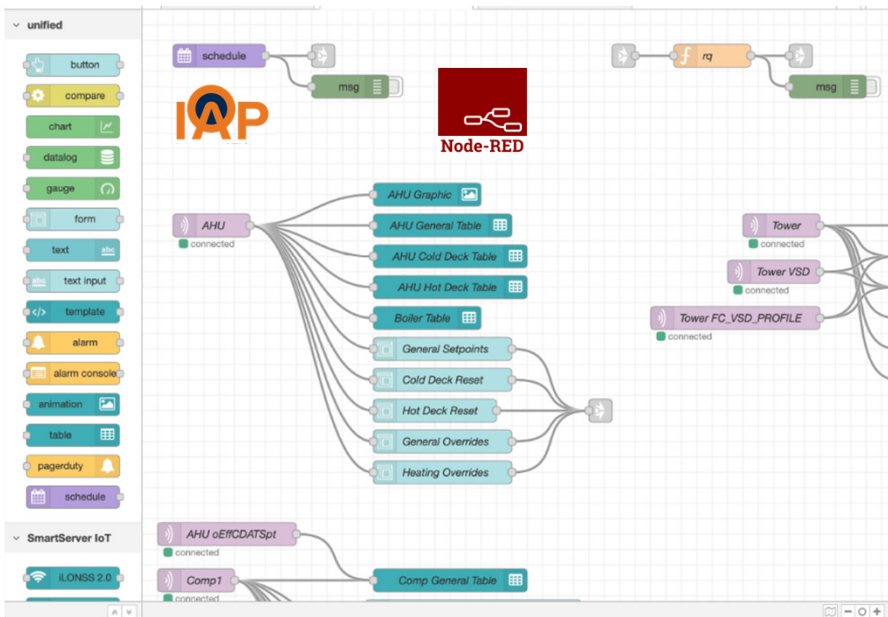 unified
button
compare
chart
datalog
gauge
form
text
abc
text input
abc
template
</>
alarm
alarm console
animation
table
pagerduty
schedule
SmartServer IoT
iLONSS 2.0
schedule
msg
IAP
Node-RED
f rq
msg
AHU
connected
AHU Graphic
AHU General Table
AHU Cold Deck Table
AHU Hot Deck Table
Boiler Table
General Setpoints
Cold Deck Reset
Hot Deck Reset
General Overrides
Heating Overrides
Tower
connected
Tower VSD
connected
Tower FC_VSD_PROFILE
connected
AHU oEffCDATSpt
connected
Comp1
connected
Comp General Table